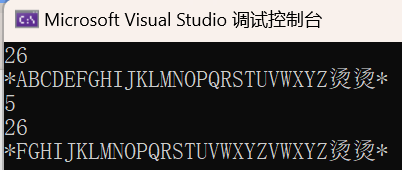 C:\ Microsoft Visual Studio 调试控制台
26
*ABCDEFGHIJKLMNOPQRSTUVWXYZ烫烫*
5
26
*FGHIJKLMNOPQRSTUVWXYZVWXYZ烫烫*